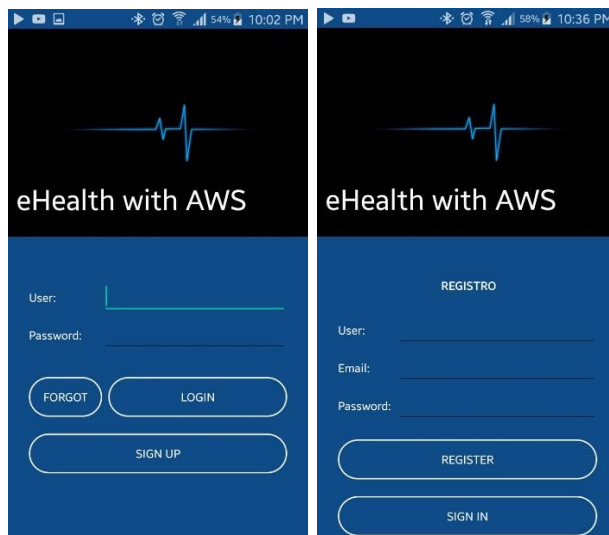 54% 10:02 PM
eHealth with AWS
User:
Password:
FORGOT LOGIN
SIGN UP
58% 10:36 PM
eHealth with AWS
REGISTRO
User:
Email:
Password:
REGISTER
SIGN IN